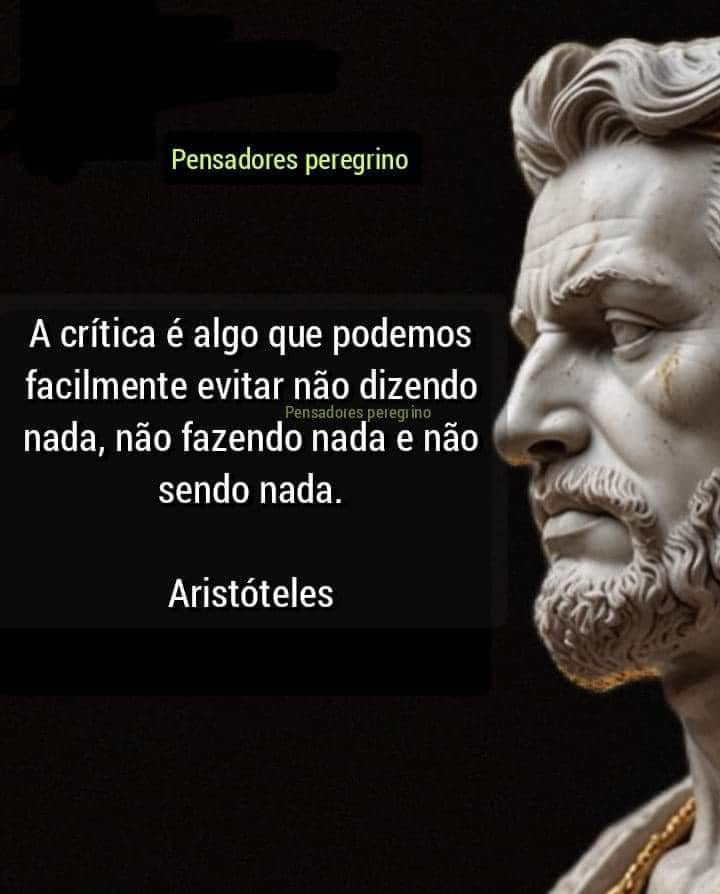 Pensadores peregrino
A crítica é algo que podemos
facilmente evitar não dizendo
Pensadores peregrino
nada, não fazendo nada e não
sendo nada.
Aristóteles